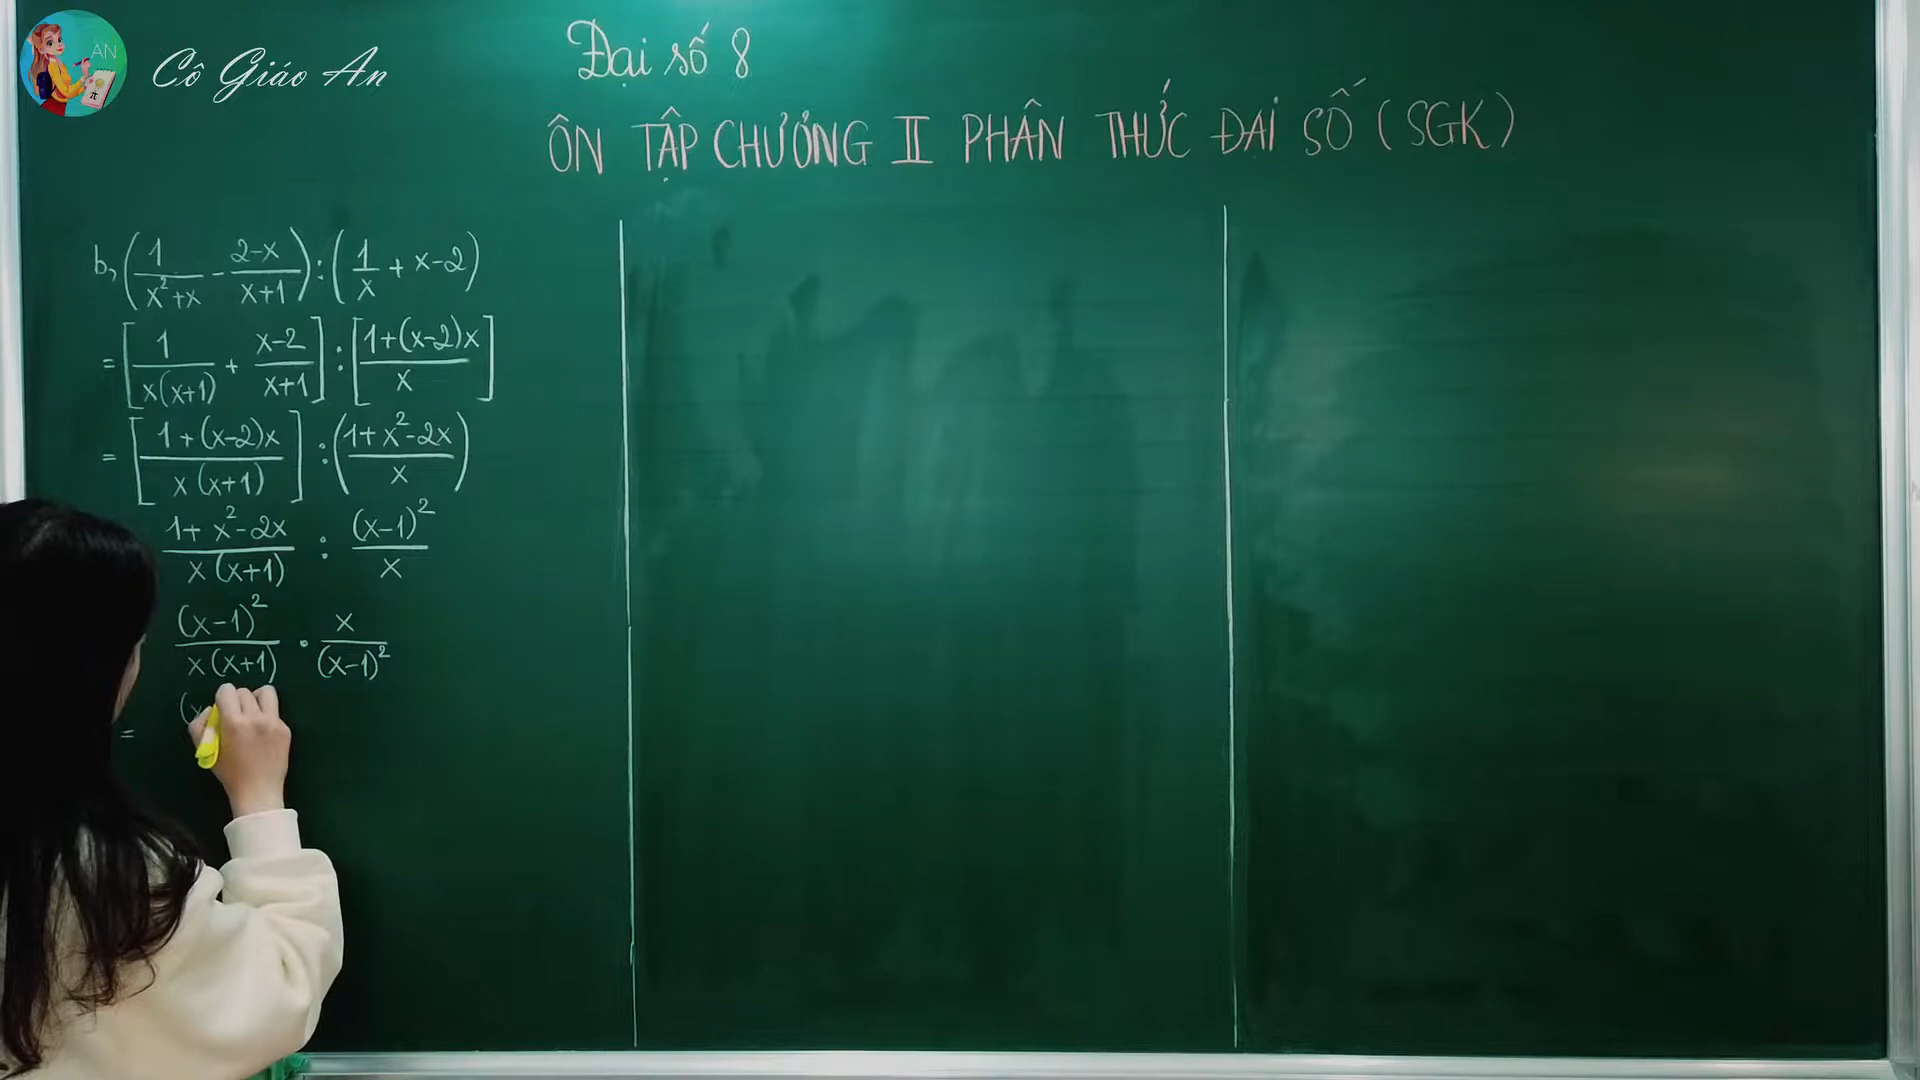 AN
π
Cô Giáo An
Đại số 8
ÔN TẬP CHƯƠNG II PHÂN THỨC ĐẠI SỐ (SGK)
b, (1/(x²+x) - (2-x)/(x+1)) : (1/x + x-2)
= [1/(x(x+1)) + (x-2)/(x+1)] : [(1+(x-2)x)/x]
= [(1+(x-2)x)/(x(x+1))] : ((1+x²-2x)/x)
(1+x²-2x)/(x(x+1)) : (x-1)²/x
(x-1)²/(x(x+1)) · x/(x-1)²
= (x